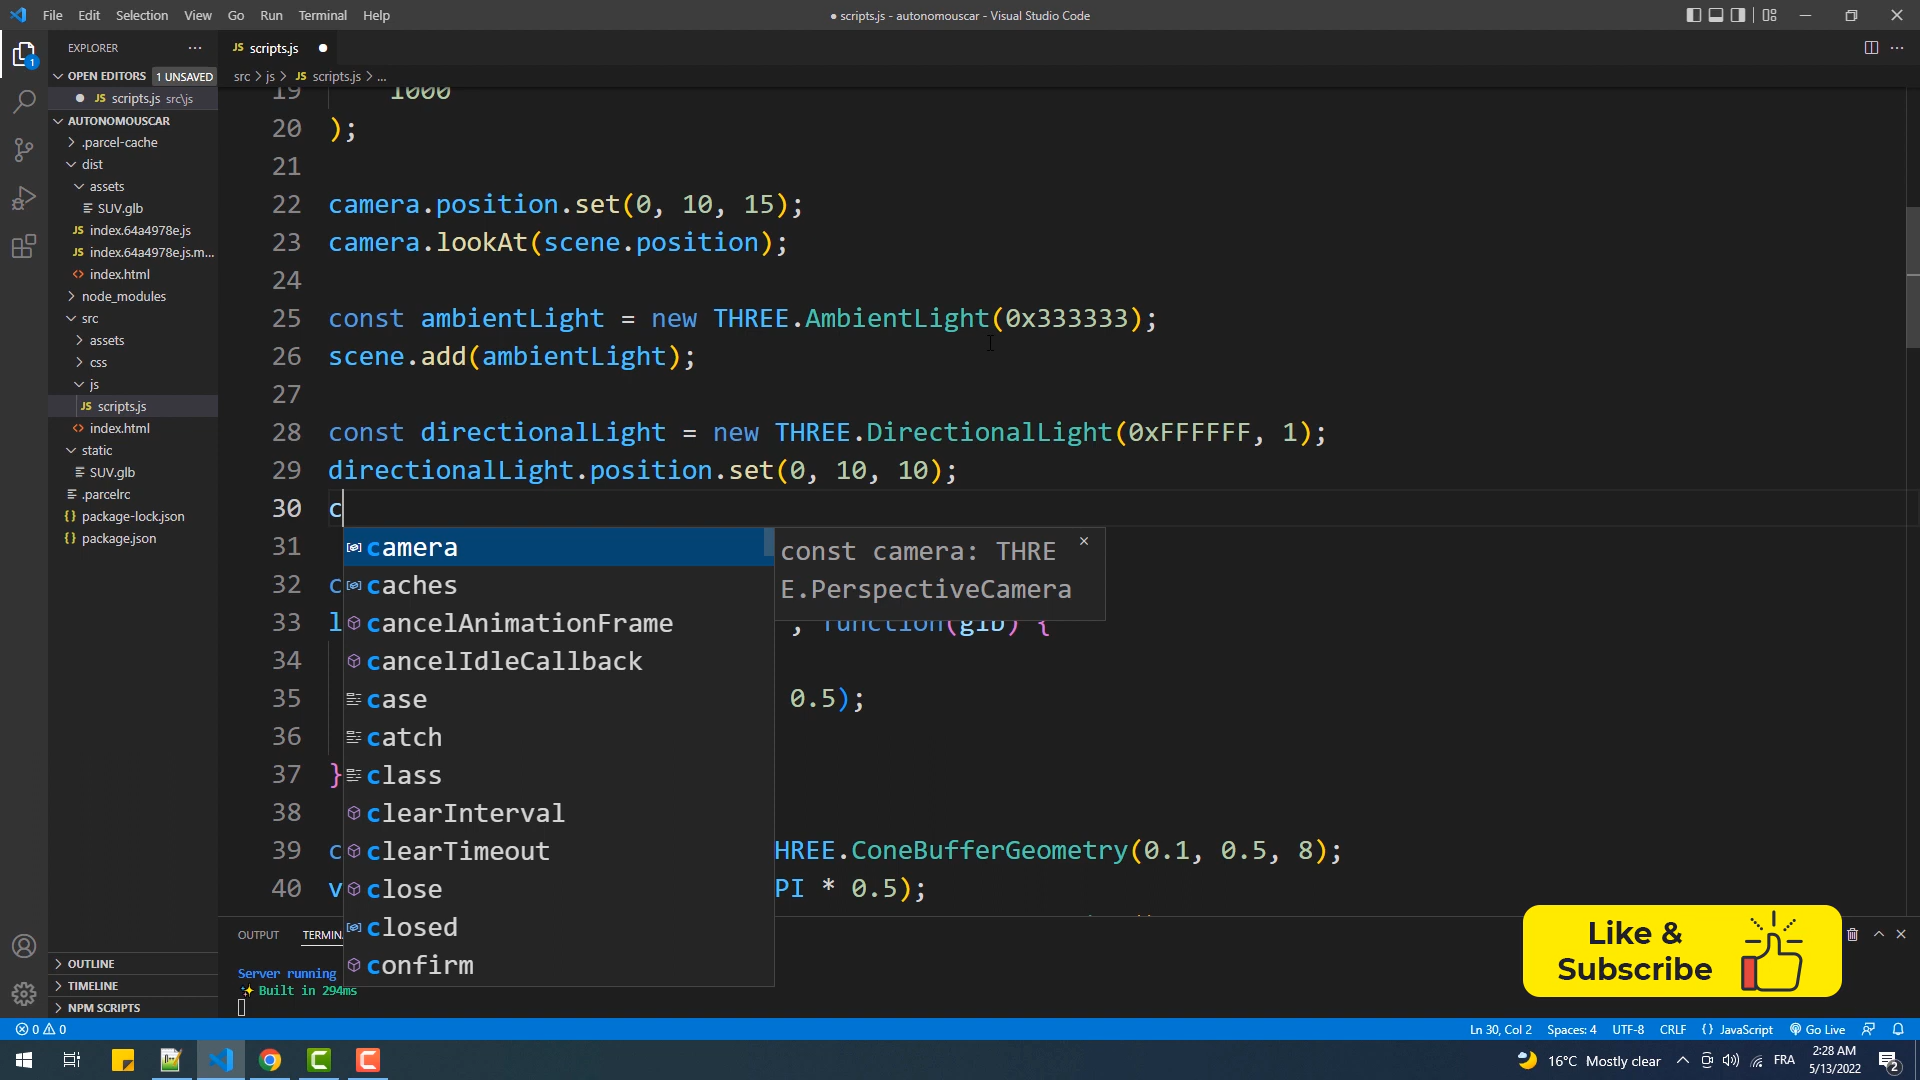 File Edit Selection View Go Run Terminal Help
● scripts.js - autonomouscar - Visual Studio Code
EXPLORER
OPEN EDITORS 1 UNSAVED
JS scripts.js src\js
AUTONOMOUSCAR
.parcel-cache
dist
assets
SUV.glb
JS index.64a4978e.js
JS index.64a4978e.js.m...
index.html
node_modules
src
assets
css
js
JS scripts.js
index.html
static
SUV.glb
.parcelrc
{} package-lock.json
{} package.json
OUTLINE
TIMELINE
NPM SCRIPTS
JS scripts.js
src > js > JS scripts.js > ...
19 1000
20 );
21
22 camera.position.set(0, 10, 15);
23 camera.lookAt(scene.position);
24
25 const ambientLight = new THREE.AmbientLight(0x333333);
26 scene.add(ambientLight);
27
28 const directionalLight = new THREE.DirectionalLight(0xFFFFFF, 1);
29 directionalLight.position.set(0, 10, 10);
30 c
31
32 c
33 l , function(glb) {
34
35 0.5);
36
37 }
38
39 c HREE.ConeBufferGeometry(0.1, 0.5, 8);
40 v PI * 0.5);
camera
caches
cancelAnimationFrame
cancelIdleCallback
case
catch
class
clearInterval
clearTimeout
close
closed
confirm
const camera: THRE
E.PerspectiveCamera
OUTPUT TERMIN
Server running
✨ Built in 294ms
Like &
Subscribe
0 0
Ln 30, Col 2 Spaces: 4 UTF-8 CRLF {} JavaScript Go Live
16°C Mostly clear FRA 2:28 AM
5/13/2022
2
1